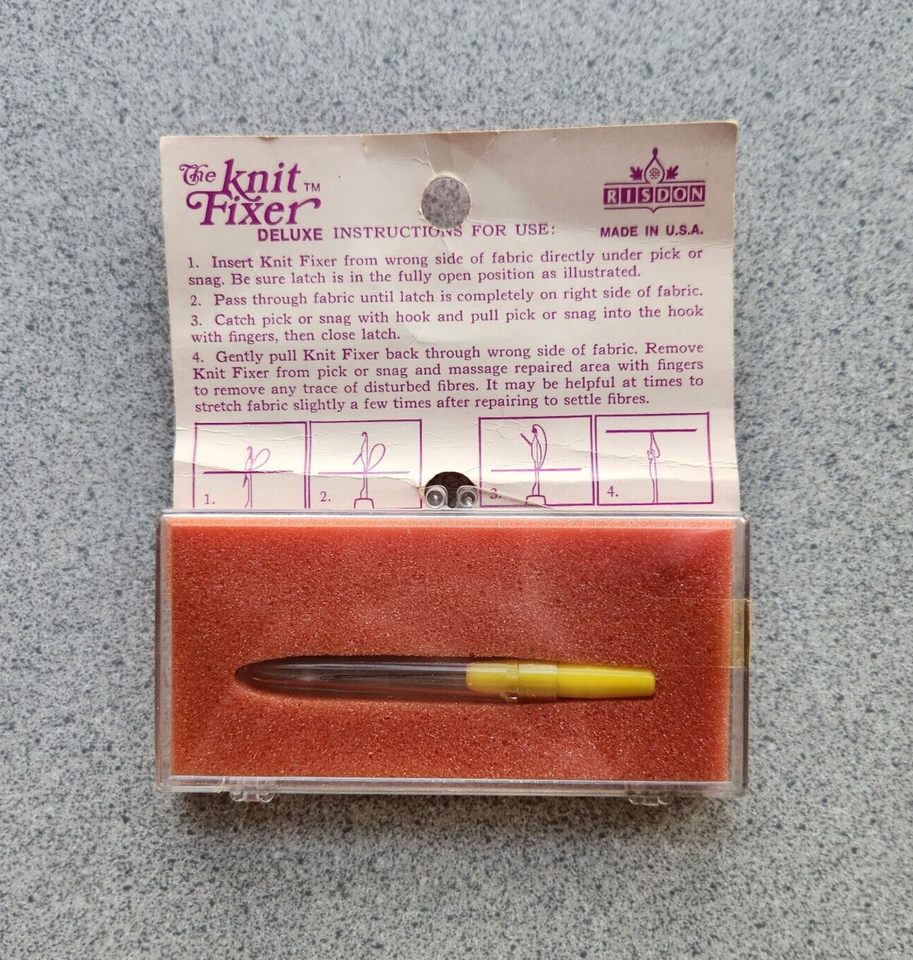 The knit TM
Fixer
RISDON
DELUXE INSTRUCTIONS FOR USE:
MADE IN U.S.A.
1. Insert Knit Fixer from wrong side of fabric directly under pick or
snag. Be sure latch is in the fully open position as illustrated.
2. Pass through fabric until latch is completely on right side of fabric.
3. Catch pick or snag with hook and pull pick or snag into the hook
with fingers, then close latch.
4. Gently pull Knit Fixer back through wrong side of fabric. Remove
Knit Fixer from pick or snag and massage repaired area with fingers
to remove any trace of disturbed fibres. It may be helpful at times to
stretch fabric slightly a few times after repairing to settle fibres.
1.
2.
3.
4.